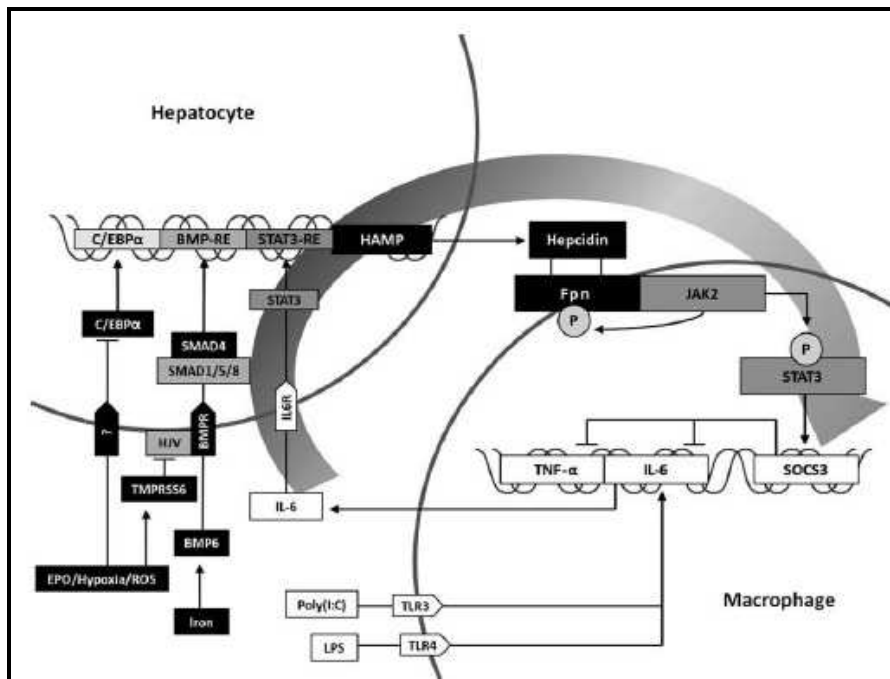 Hepatocyte
C/EBPα
BMP-RE
STAT3-RE
HAMP
Hepcidin
Fpn
JAK2
P
P
STAT3
STAT3
C/EBPα
SMAD4
SMAD1/5/8
IL6R
?
HJV
BMPR
TNF-α
IL-6
SOCS3
TMPRSS6
IL-6
BMP6
EPO/Hypoxia/ROS
Iron
Poly(I:C)
TLR3
Macrophage
LPS
TLR4